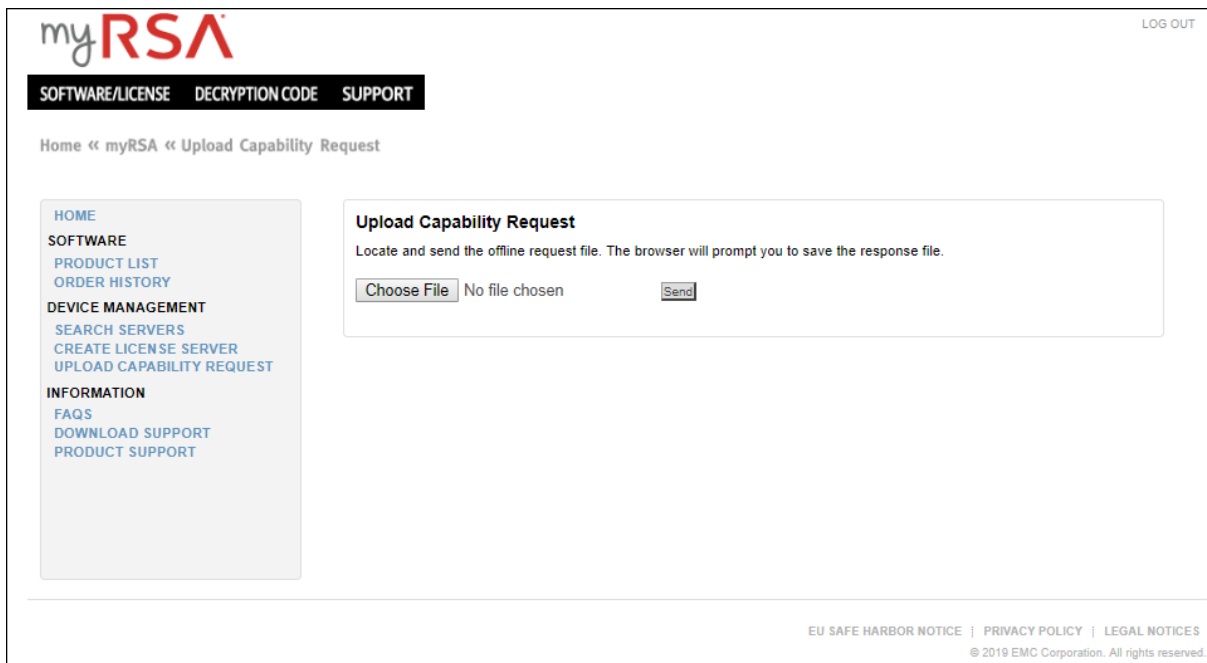 myRSA
LOG OUT
SOFTWARE/LICENSE DECRYPTION CODE SUPPORT
Home « myRSA « Upload Capability Request
HOME
SOFTWARE
PRODUCT LIST
ORDER HISTORY
DEVICE MANAGEMENT
SEARCH SERVERS
CREATE LICENSE SERVER
UPLOAD CAPABILITY REQUEST
INFORMATION
FAQS
DOWNLOAD SUPPORT
PRODUCT SUPPORT
Upload Capability Request
Locate and send the offline request file. The browser will prompt you to save the response file.
Choose File No file chosen Send
EU SAFE HARBOR NOTICE | PRIVACY POLICY | LEGAL NOTICES
© 2019 EMC Corporation. All rights reserved.